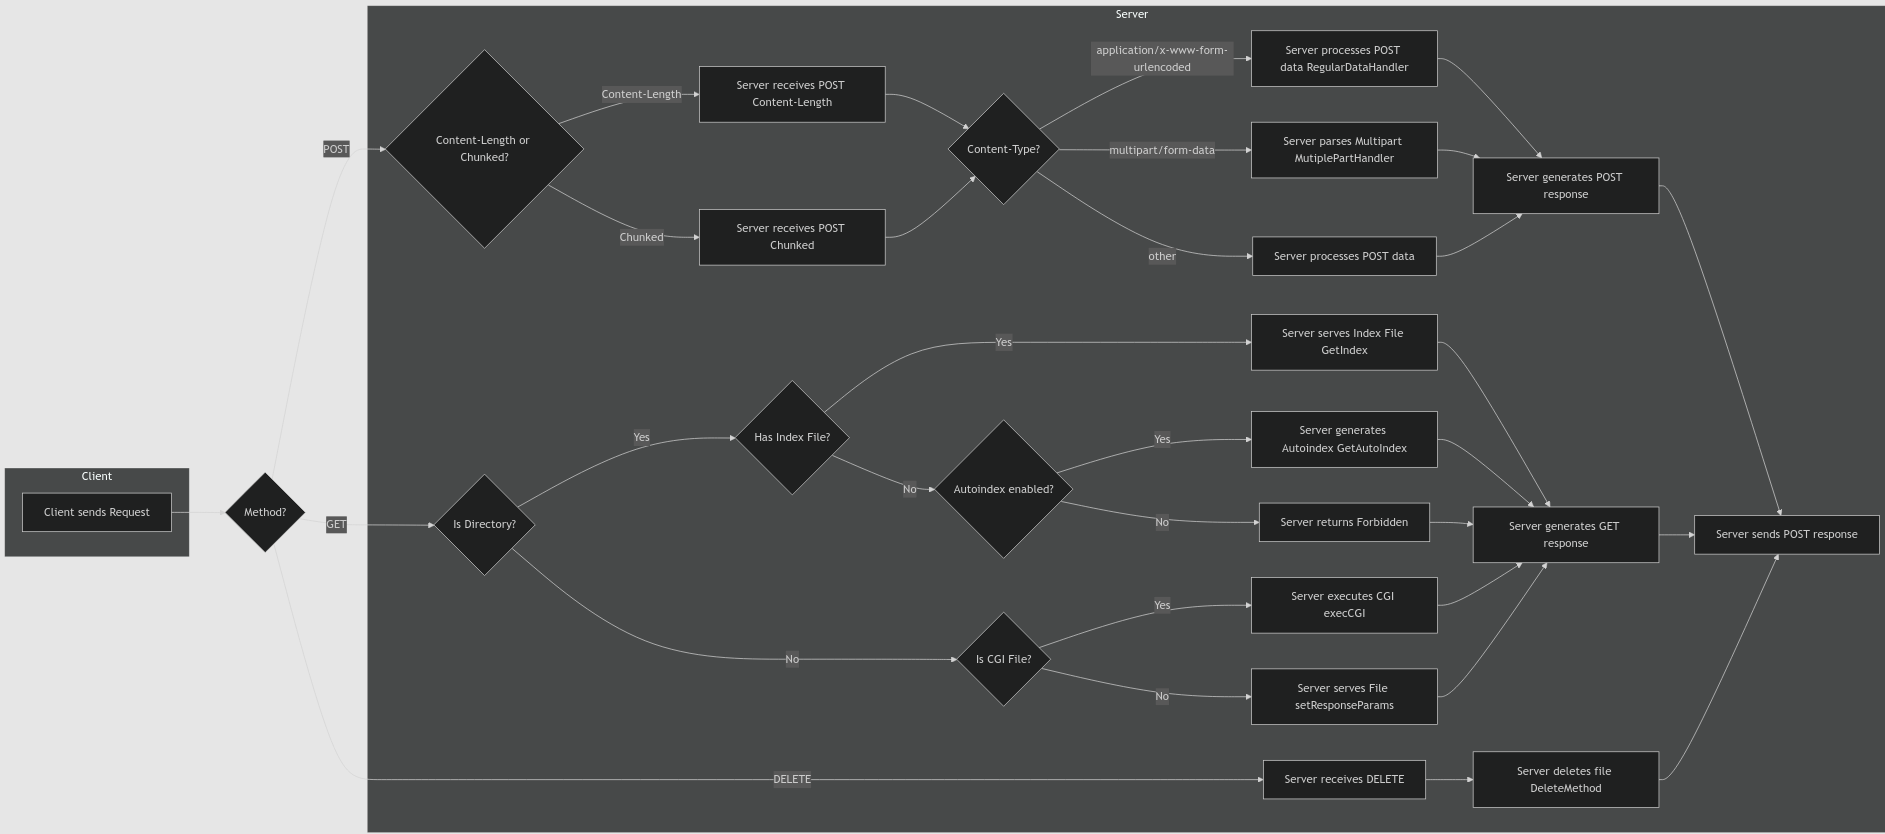 Server
Client
Client sends Request
Method?
POST
Content-Length or
Chunked?
Content-Length
Server receives POST
Content-Length
Chunked
Server receives POST
Chunked
Content-Type?
application/x-www-form-
urlencoded
Server processes POST
data RegularDataHandler
multipart/form-data
Server parses Multipart
MutiplePartHandler
other
Server processes POST data
Server generates POST
response
GET
Is Directory?
Yes
Has Index File?
Yes
Server serves Index File
GetIndex
No
Autoindex enabled?
Yes
Server generates
Autoindex GetAutoIndex
No
Server returns Forbidden
No
Is CGI File?
Yes
Server executes CGI
execCGI
No
Server serves File
setResponseParams
Server generates GET
response
Server sends POST response
DELETE
Server receives DELETE
Server deletes file
DeleteMethod